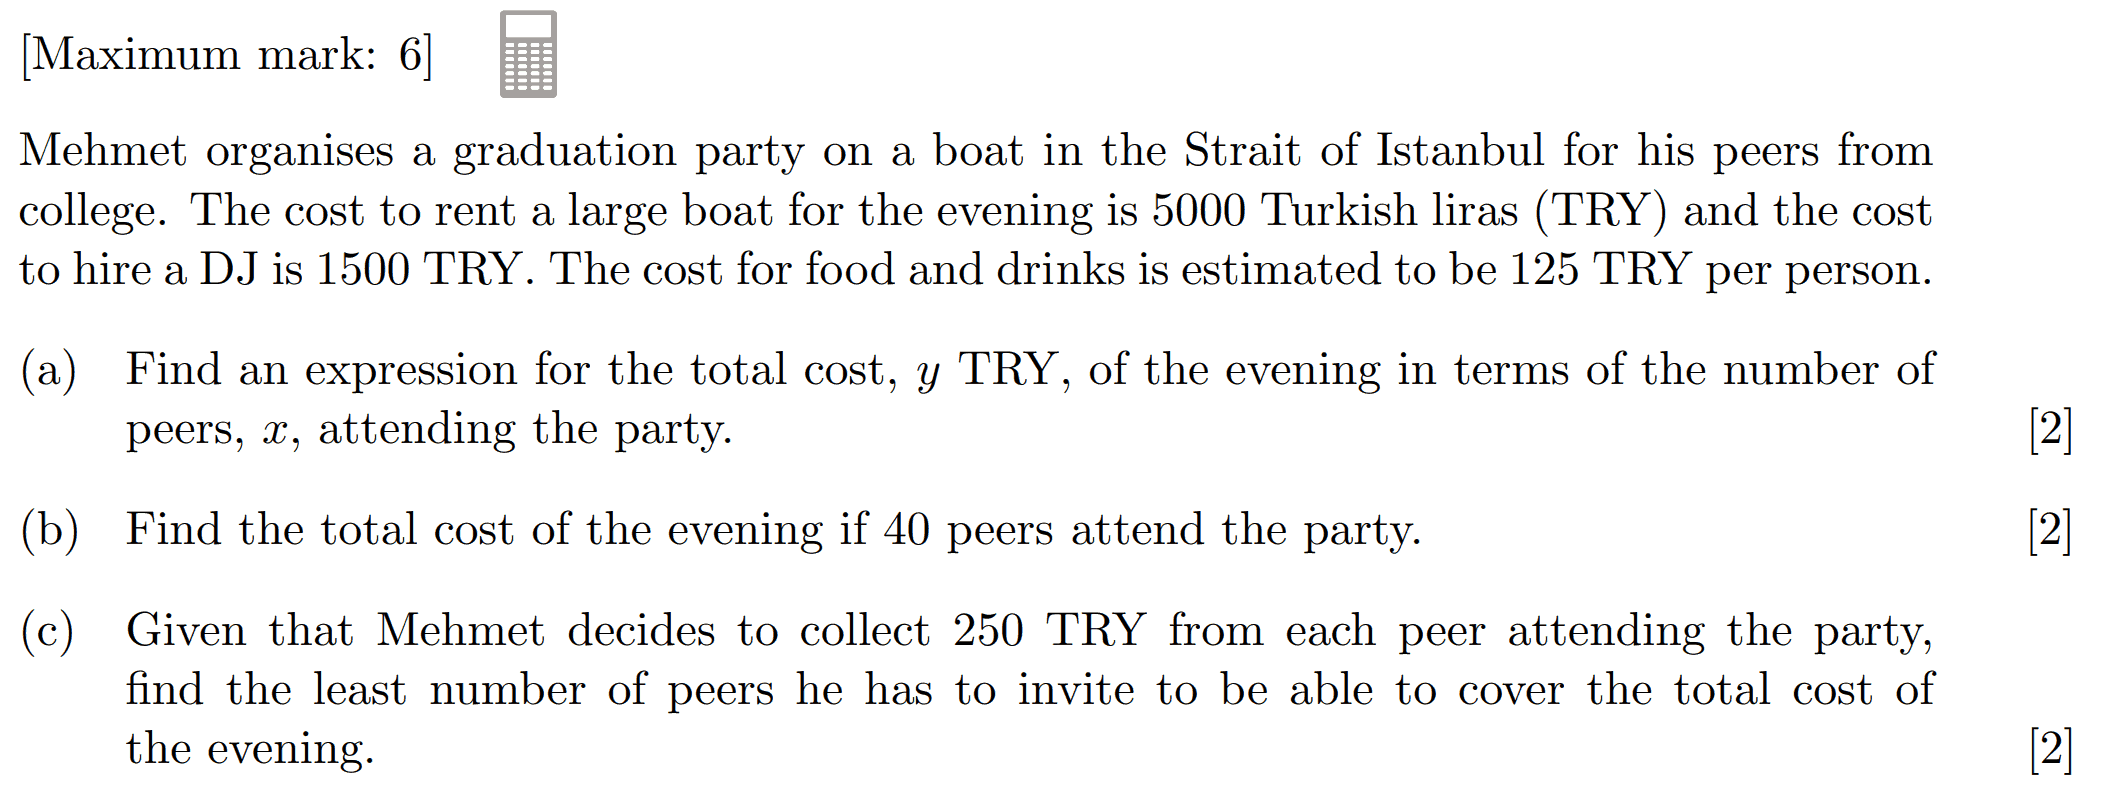 [Maximum mark: 6]
Mehmet organises a graduation party on a boat in the Strait of Istanbul for his peers from
college. The cost to rent a large boat for the evening is 5000 Turkish liras (TRY) and the cost
to hire a DJ is 1500 TRY. The cost for food and drinks is estimated to be 125 TRY per person.
(a) Find an expression for the total cost, y TRY, of the evening in terms of the number of
peers, x, attending the party. [2]
(b) Find the total cost of the evening if 40 peers attend the party. [2]
(c) Given that Mehmet decides to collect 250 TRY from each peer attending the party,
find the least number of peers he has to invite to be able to cover the total cost of
the evening. [2]